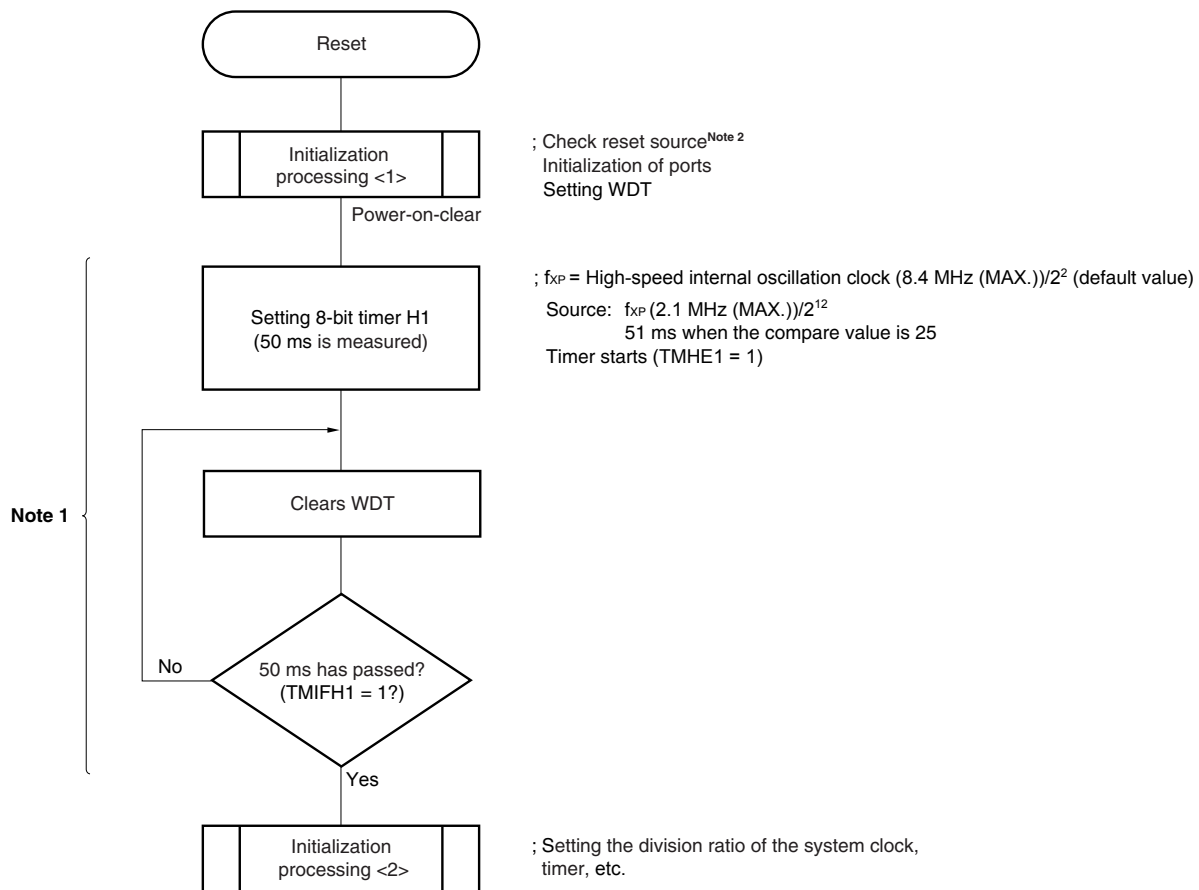 Reset
Initialization
processing <1>
; Check reset source Note 2
Initialization of ports
Setting WDT
Power-on-clear
Setting 8-bit timer H1
(50 ms is measured)
; fXP = High-speed internal oscillation clock (8.4 MHz (MAX.))/2² (default value)
Source: fXP (2.1 MHz (MAX.))/2¹²
51 ms when the compare value is 25
Timer starts (TMHE1 = 1)
Note 1
Clears WDT
No
50 ms has passed?
(TMIFH1 = 1?)
Yes
Initialization
processing <2>
; Setting the division ratio of the system clock,
timer, etc.